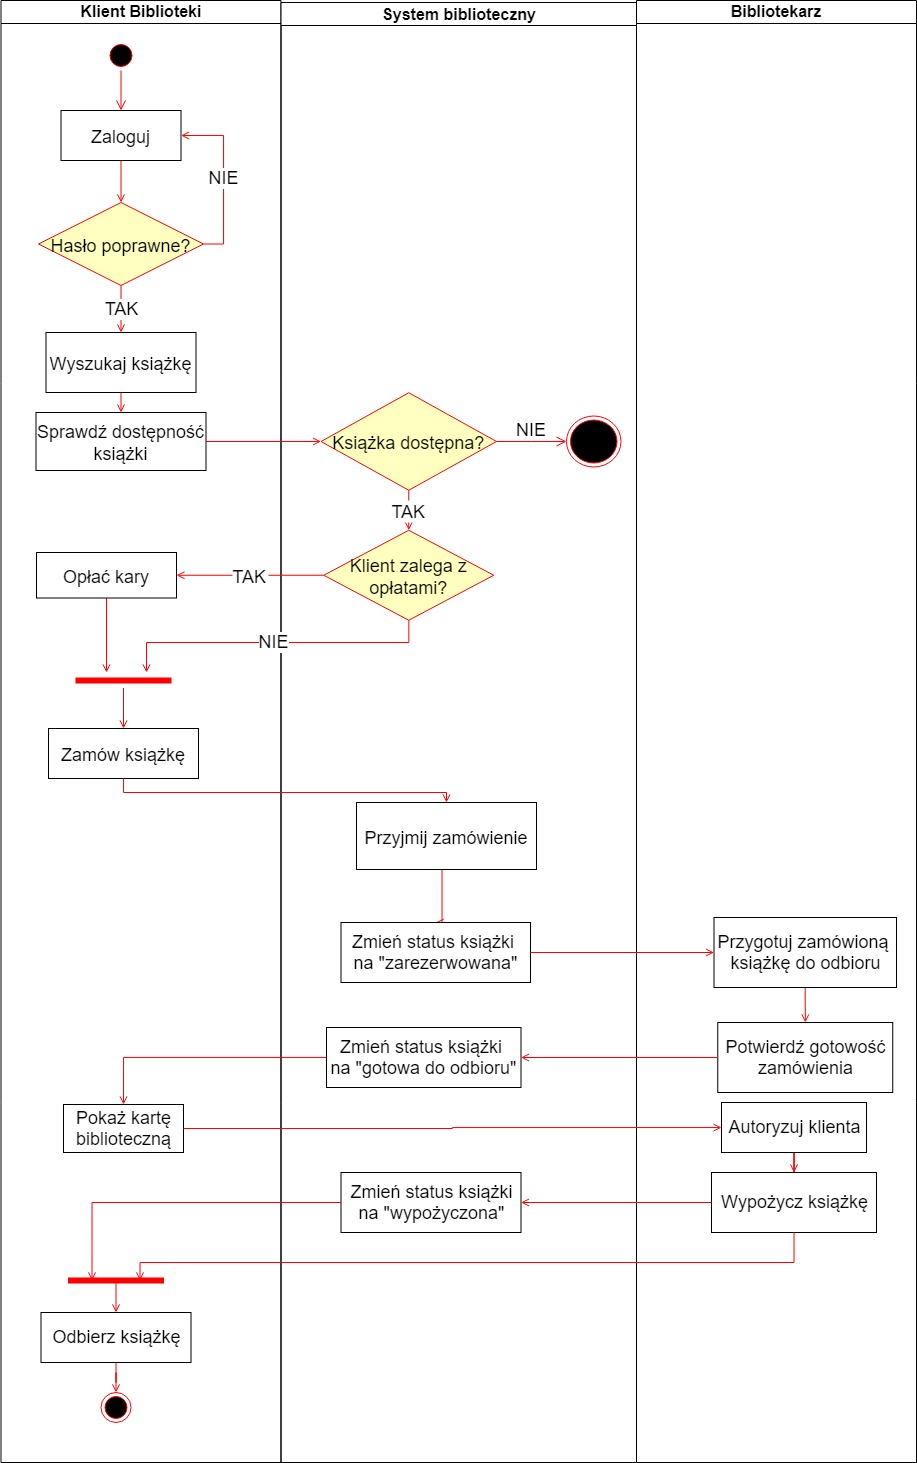 Klient Biblioteki
System biblioteczny
Bibliotekarz
Zaloguj
NIE
Hasło poprawne?
TAK
Wyszukaj książkę
Sprawdź dostępność
książki
Książka dostępna?
NIE
TAK
Klient zalega z
opłatami?
TAK
Opłać kary
NIE
Zamów książkę
Przyjmij zamówienie
Zmień status książki
na "zarezerwowana"
Przygotuj zamówioną
książkę do odbioru
Potwierdź gotowość
zamówienia
Zmień status książki
na "gotowa do odbioru"
Pokaż kartę
biblioteczną
Autoryzuj klienta
Wypożycz książkę
Zmień status książki
na "wypożyczona"
Odbierz książkę